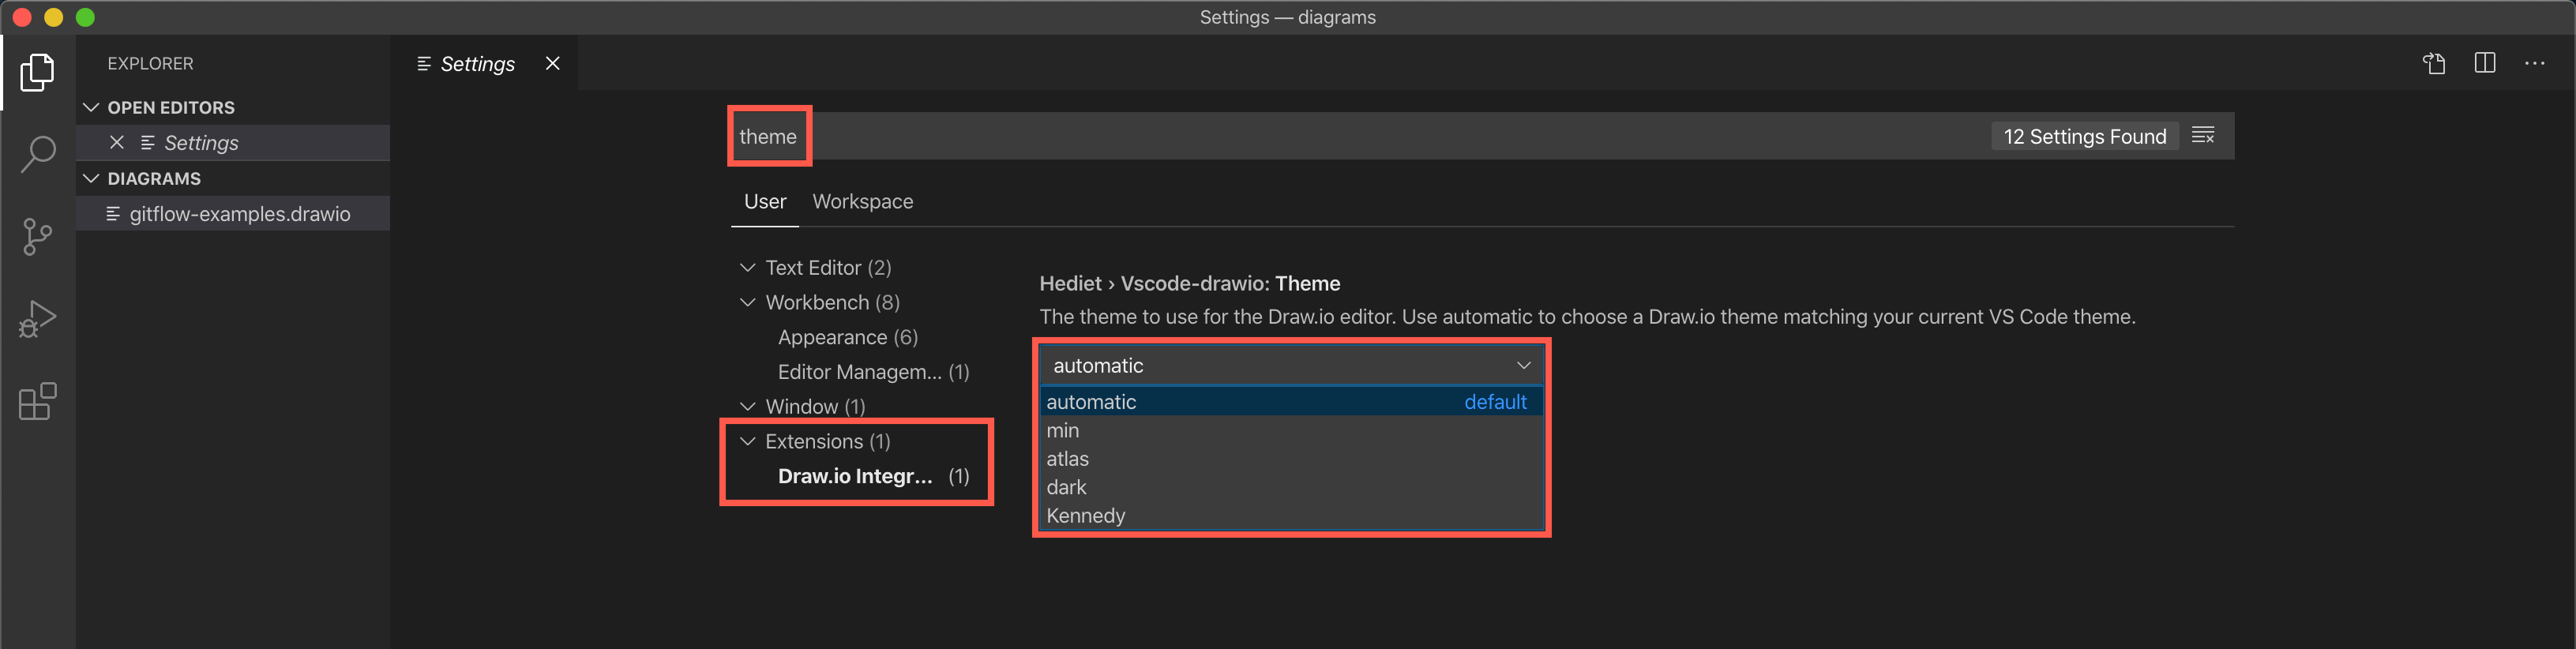 Settings — diagrams
EXPLORER
OPEN EDITORS
Settings
DIAGRAMS
gitflow-examples.drawio
Settings
theme
12 Settings Found
User
Workspace
Text Editor (2)
Workbench (8)
Appearance (6)
Editor Managem... (1)
Window (1)
Extensions (1)
Draw.io Integr... (1)
Hediet › Vscode-drawio: Theme
The theme to use for the Draw.io editor. Use automatic to choose a Draw.io theme matching your current VS Code theme.
automatic
automatic default
min
atlas
dark
Kennedy